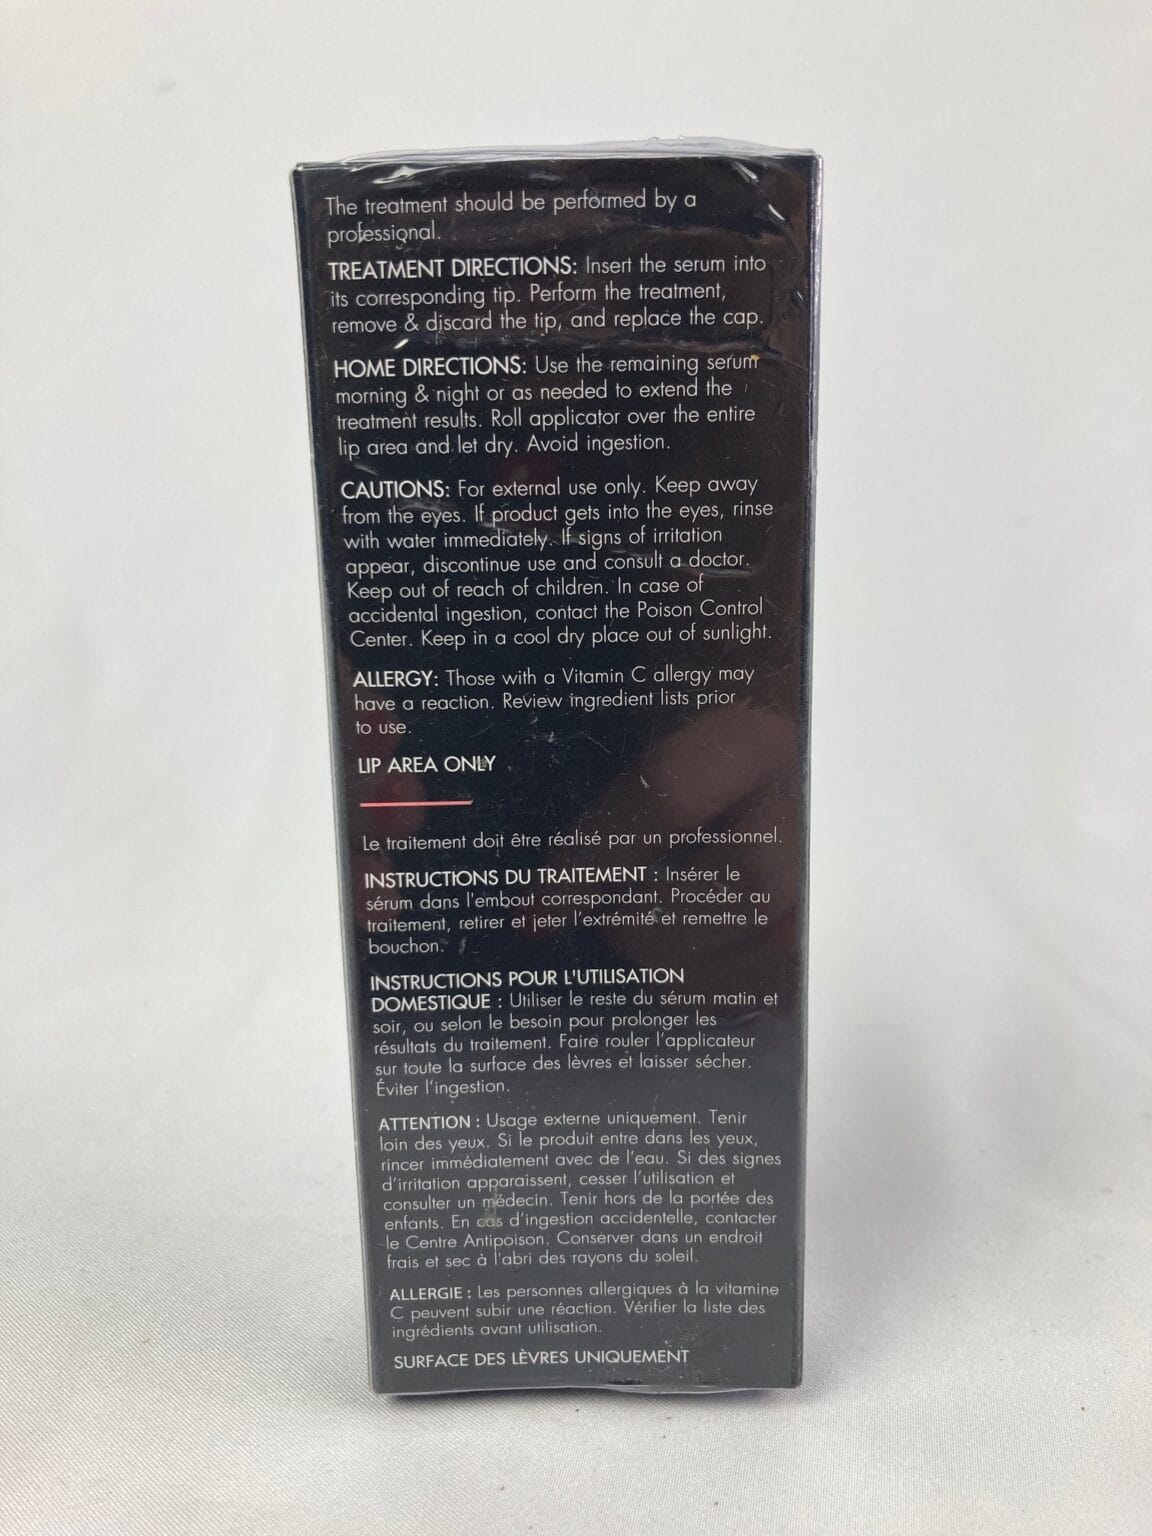 The treatment should be performed by a
professional.
TREATMENT DIRECTIONS: Insert the serum into
its corresponding tip. Perform the treatment,
remove & discard the tip, and replace the cap.
HOME DIRECTIONS: Use the remaining serum
morning & night or as needed to extend the
treatment results. Roll applicator over the entire
lip area and let dry. Avoid ingestion.
CAUTIONS: For external use only. Keep away
from the eyes. If product gets into the eyes, rinse
with water immediately. If signs of irritation
appear, discontinue use and consult a doctor.
Keep out of reach of children. In case of
accidental ingestion, contact the Poison Control
Center. Keep in a cool dry place out of sunlight.
ALLERGY: Those with a Vitamin C allergy may
have a reaction. Review ingredient lists prior
to use.
LIP AREA ONLY
Le traitement doit être réalisé par un professionnel.
INSTRUCTIONS DU TRAITEMENT : Insérer le
sérum dans l'embout correspondant. Procéder au
traitement, retirer et jeter l'extrémité et remettre le
bouchon.
INSTRUCTIONS POUR L'UTILISATION
DOMESTIQUE : Utiliser le reste du sérum matin et
soir, ou selon le besoin pour prolonger les
résultats du traitement. Faire rouler l'applicateur
sur toute la surface des lèvres et laisser sécher.
Éviter l'ingestion.
ATTENTION : Usage externe uniquement. Tenir
loin des yeux. Si le produit entre dans les yeux,
rincer immédiatement avec de l'eau. Si des signes
d'irritation apparaissent, cesser l'utilisation et
consulter un médecin. Tenir hors de la portée des
enfants. En cas d'ingestion accidentelle, contacter
le Centre Antipoison. Conserver dans un endroit
frais et sec à l'abri des rayons du soleil.
ALLERGIE : Les personnes allergiques à la vitamine
C peuvent subir une réaction. Vérifier la liste des
ingrédients avant utilisation.
SURFACE DES LÈVRES UNIQUEMENT